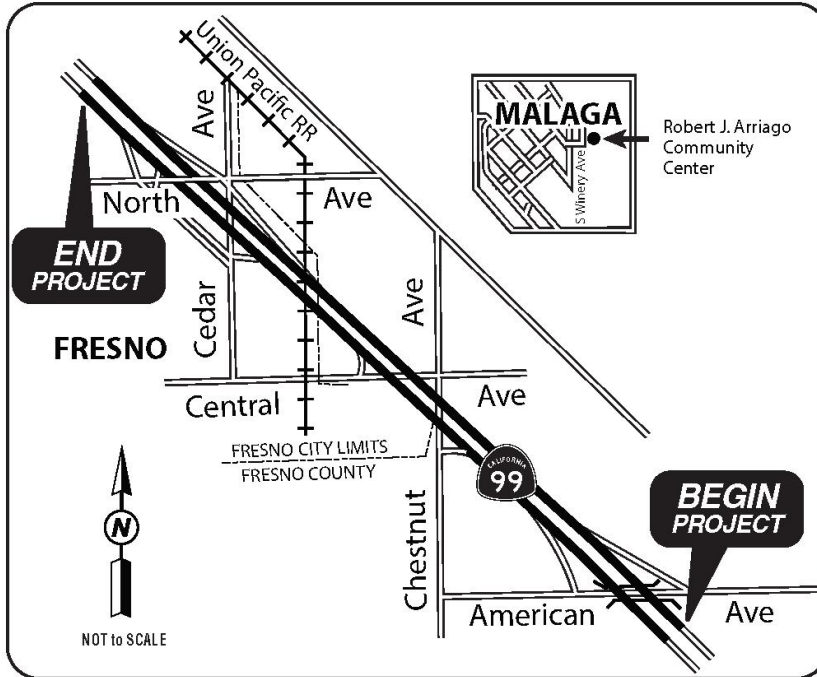 Union Pacific RR
Ave
MALAGA
S Winery Ave
Robert J. Arriago
Community
Center
North Ave
END
PROJECT
Cedar
Ave
FRESNO
Central Ave
FRESNO CITY LIMITS
FRESNO COUNTY
CALIFORNIA
99
Chestnut
BEGIN
PROJECT
American Ave
N
NOT to SCALE